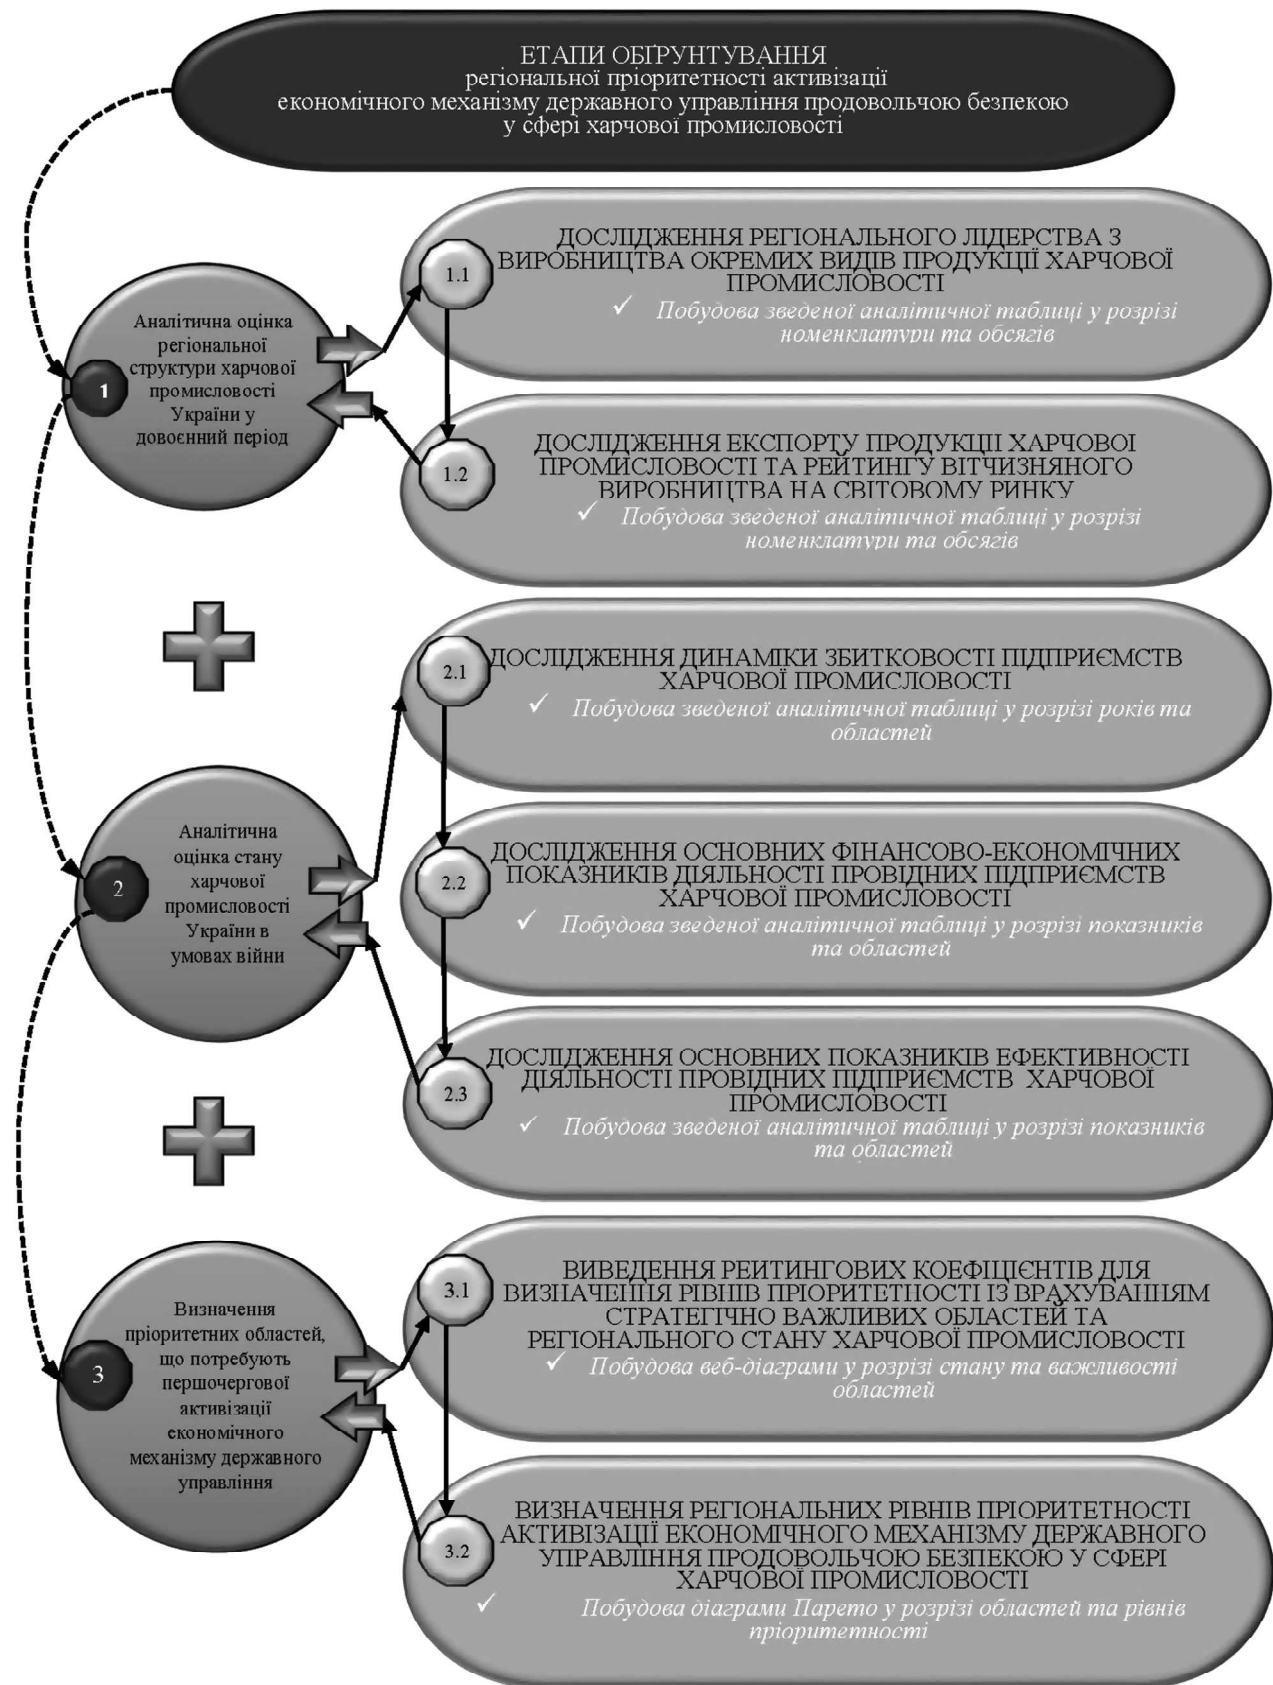 ЕТАПИ ОБҐРУНТУВАННЯ
регіональної пріоритетності активізації
економічного механізму державного управління продовольчою безпекою
у сфері харчової промисловості
1
Аналітична оцінка
регіональної
структури харчової
промисловості
України у
довоєнний період
1.1
ДОСЛІДЖЕННЯ РЕГІОНАЛЬНОГО ЛІДЕРСТВА З
ВИРОБНИЦТВА ОКРЕМИХ ВИДІВ ПРОДУКЦІЇ ХАРЧОВОЇ
ПРОМИСЛОВОСТІ
✓ Побудова зведеної аналітичної таблиці у розрізі
номенклатури та обсягів
1.2
ДОСЛІДЖЕННЯ ЕКСПОРТУ ПРОДУКЦІЇ ХАРЧОВОЇ
ПРОМИСЛОВОСТІ ТА РЕЙТИНГУ ВІТЧИЗНЯНОГО
ВИРОБНИЦТВА НА СВІТОВОМУ РИНКУ
✓ Побудова зведеної аналітичної таблиці у розрізі
номенклатури та обсягів
2
Аналітична
оцінка стану
харчової
промисловості
України в
умовах війни
2.1
ДОСЛІДЖЕННЯ ДИНАМІКИ ЗБИТКОВОСТІ ПІДПРИЄМСТВ
ХАРЧОВОЇ ПРОМИСЛОВОСТІ
✓ Побудова зведеної аналітичної таблиці у розрізі років та
областей
2.2
ДОСЛІДЖЕННЯ ОСНОВНИХ ФІНАНСОВО-ЕКОНОМІЧНИХ
ПОКАЗНИКІВ ДІЯЛЬНОСТІ ПРОВІДНИХ ПІДПРИЄМСТВ
ХАРЧОВОЇ ПРОМИСЛОВОСТІ
✓ Побудова зведеної аналітичної таблиці у розрізі показників
та областей
2.3
ДОСЛІДЖЕННЯ ОСНОВНИХ ПОКАЗНИКІВ ЕФЕКТИВНОСТІ
ДІЯЛЬНОСТІ ПРОВІДНИХ ПІДПРИЄМСТВ ХАРЧОВОЇ
ПРОМИСЛОВОСТІ
✓ Побудова зведеної аналітичної таблиці у розрізі показників
та областей
3
Визначення
пріоритетних областей,
що потребують
першочергової
активізації
економічного
механізму державного
управління
3.1
ВИВЕДЕННЯ РЕЙТИНГОВИХ КОЕФІЦІЄНТІВ ДЛЯ
ВИЗНАЧЕННЯ РІВНІВ ПРІОРИТЕТНОСТІ ІЗ ВРАХУВАННЯМ
СТРАТЕГІЧНО ВАЖЛИВИХ ОБЛАСТЕЙ ТА
РЕГІОНАЛЬНОГО СТАНУ ХАРЧОВОЇ ПРОМИСЛОВОСТІ
✓ Побудова веб-діаграми у розрізі стану та важливості
областей
3.2
ВИЗНАЧЕННЯ РЕГІОНАЛЬНИХ РІВНІВ ПРІОРИТЕТНОСТІ
АКТИВІЗАЦІЇ ЕКОНОМІЧНОГО МЕХАНІЗМУ ДЕРЖАВНОГО
УПРАВЛІННЯ ПРОДОВОЛЬЧОЮ БЕЗПЕКОЮ У СФЕРІ
ХАРЧОВОЇ ПРОМИСЛОВОСТІ
✓ Побудова діаграми Парето у розрізі областей та рівнів
пріоритетності